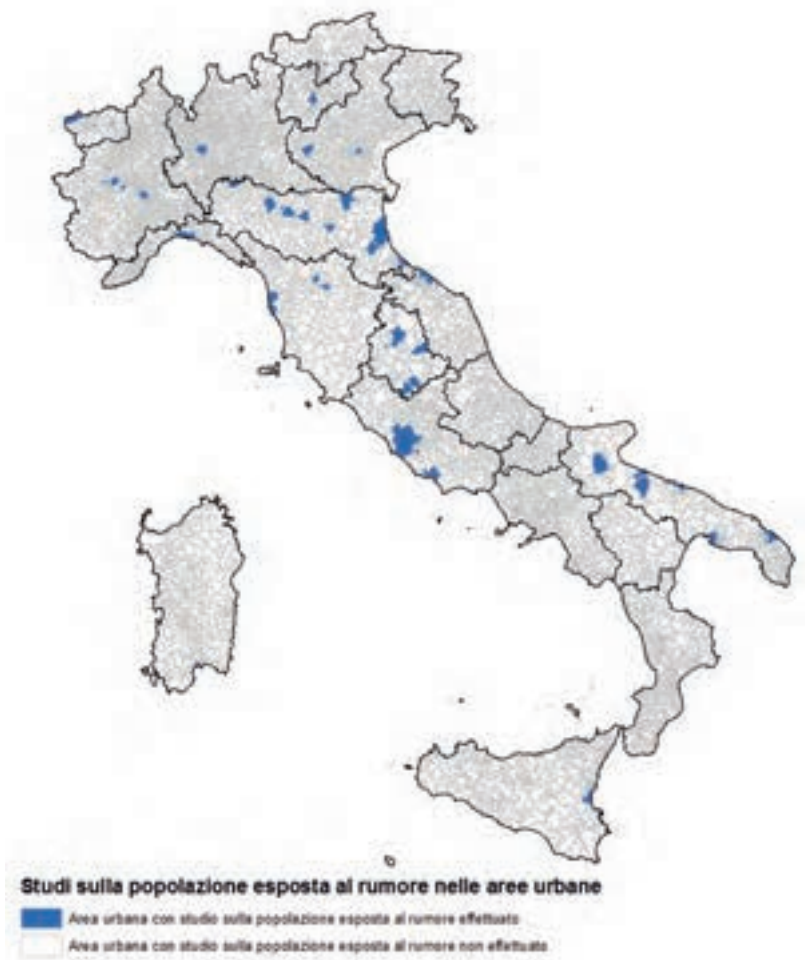 Studi sulla popolazione esposta al rumore nelle aree urbane
Area urbana con studio sulla popolazione esposta al rumore effettuato
Area urbana con studio sulla popolazione esposta al rumore non effettuato